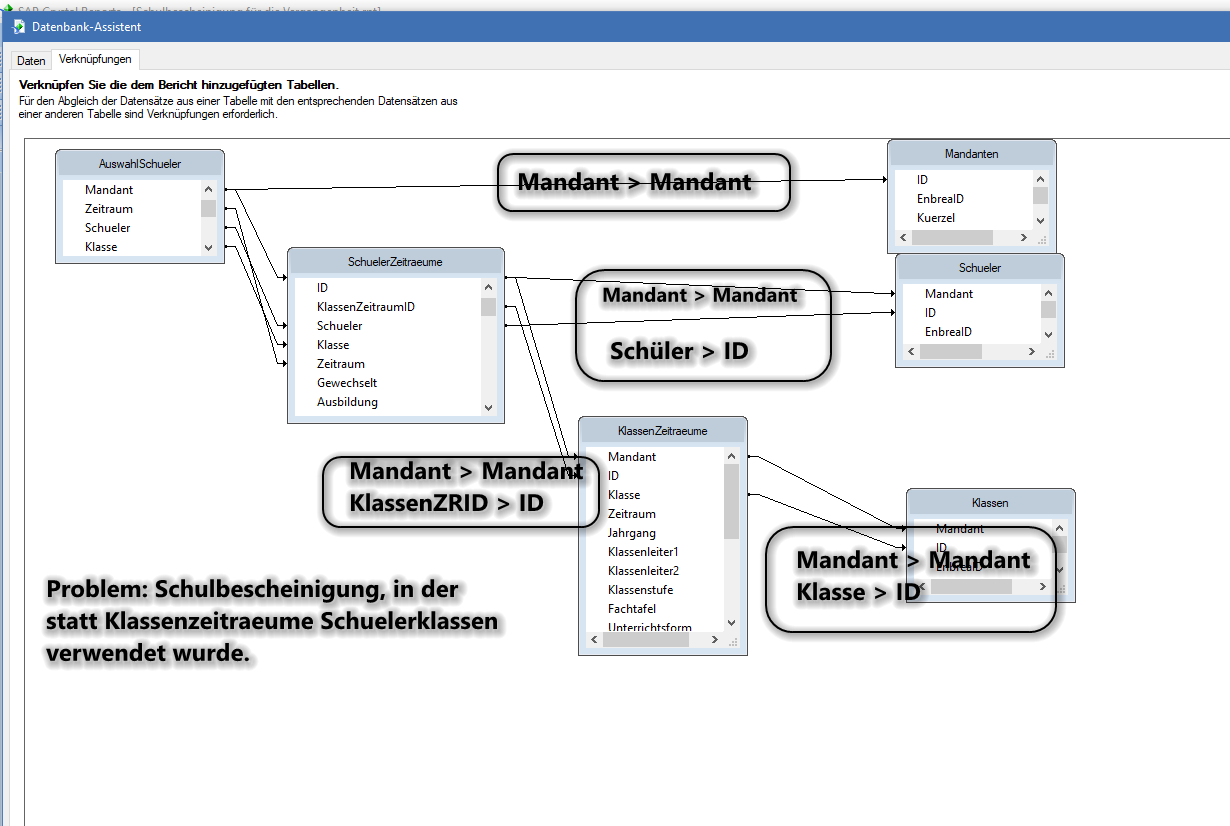 SAP Crystal Reports - [Schulbescheinigung für die Vergangenheit.rpt]
Datenbank-Assistent
Daten
Verknüpfungen
Verknüpfen Sie die dem Bericht hinzugefügten Tabellen.
Für den Abgleich der Datensätze aus einer Tabelle mit den entsprechenden Datensätzen aus
einer anderen Tabelle sind Verknüpfungen erforderlich.
AuswahlSchueler
Mandant
Zeitraum
Schueler
Klasse
Mandant > Mandant
Mandanten
ID
EnbrealD
Kuerzel
SchuelerZeitraeume
ID
KlassenZeitraumID
Schueler
Klasse
Zeitraum
Gewechselt
Ausbildung
Mandant > Mandant
Schüler > ID
Schueler
Mandant
ID
EnbrealD
Mandant > Mandant
KlassenZRID > ID
KlassenZeitraeume
Mandant
ID
Klasse
Zeitraum
Jahrgang
Klassenleiter1
Klassenleiter2
Klassenstufe
Fachtafel
Unterrichtsform
Klassen
Mandant
ID
EnbrealD
Mandant > Mandant
Klasse > ID
Problem: Schulbescheinigung, in der
statt Klassenzeitraeume Schuelerklassen
verwendet wurde.